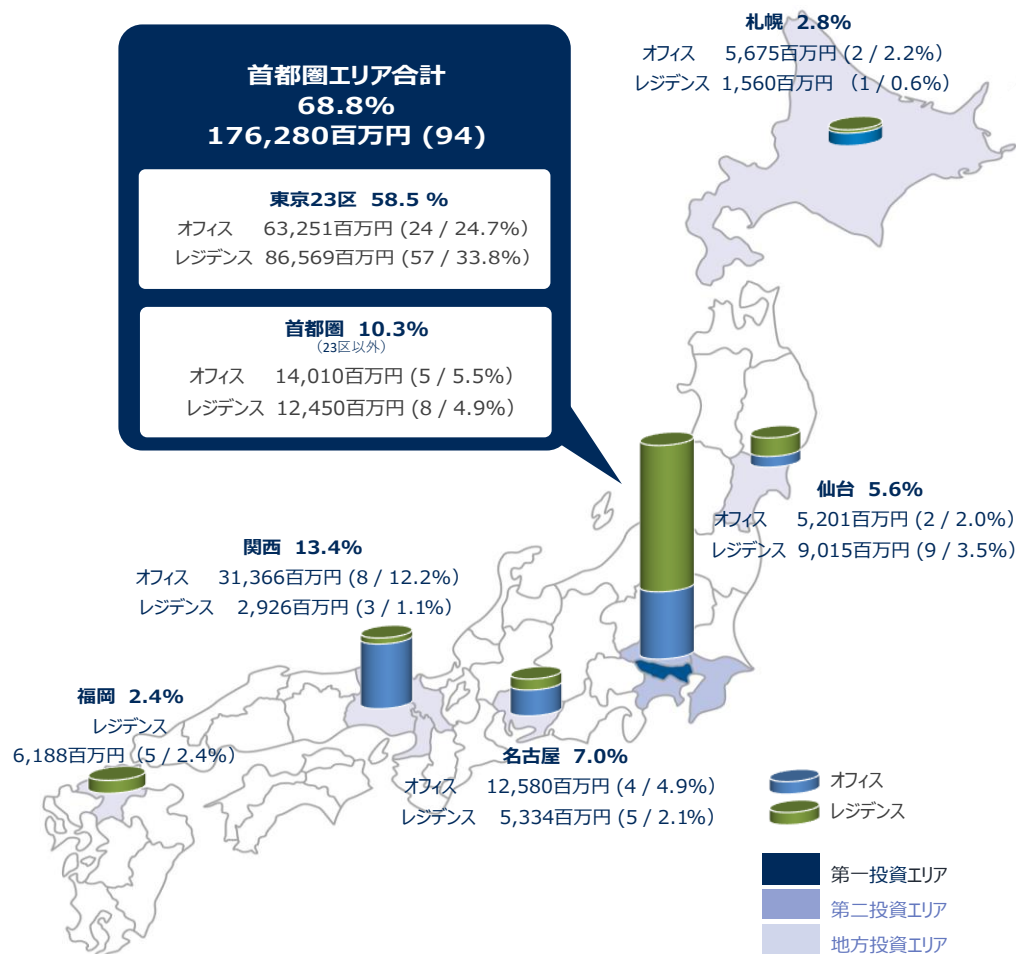 札幌 2.8%
オフィス 5,675百万円 (2 / 2.2%)
レジデンス 1,560百万円 (1 / 0.6%)
首都圏エリア合計
68.8%
176,280百万円 (94)
東京23区 58.5 %
オフィス 63,251百万円 (24 / 24.7%)
レジデンス 86,569百万円 (57 / 33.8%)
首都圏 10.3%
(23区以外)
オフィス 14,010百万円 (5 / 5.5%)
レジデンス 12,450百万円 (8 / 4.9%)
仙台 5.6%
オフィス 5,201百万円 (2 / 2.0%)
レジデンス 9,015百万円 (9 / 3.5%)
関西 13.4%
オフィス 31,366百万円 (8 / 12.2%)
レジデンス 2,926百万円 (3 / 1.1%)
福岡 2.4%
レジデンス
6,188百万円 (5 / 2.4%)
名古屋 7.0%
オフィス 12,580百万円 (4 / 4.9%)
レジデンス 5,334百万円 (5 / 2.1%)
オフィス
レジデンス
第一投資エリア
第二投資エリア
地方投資エリア